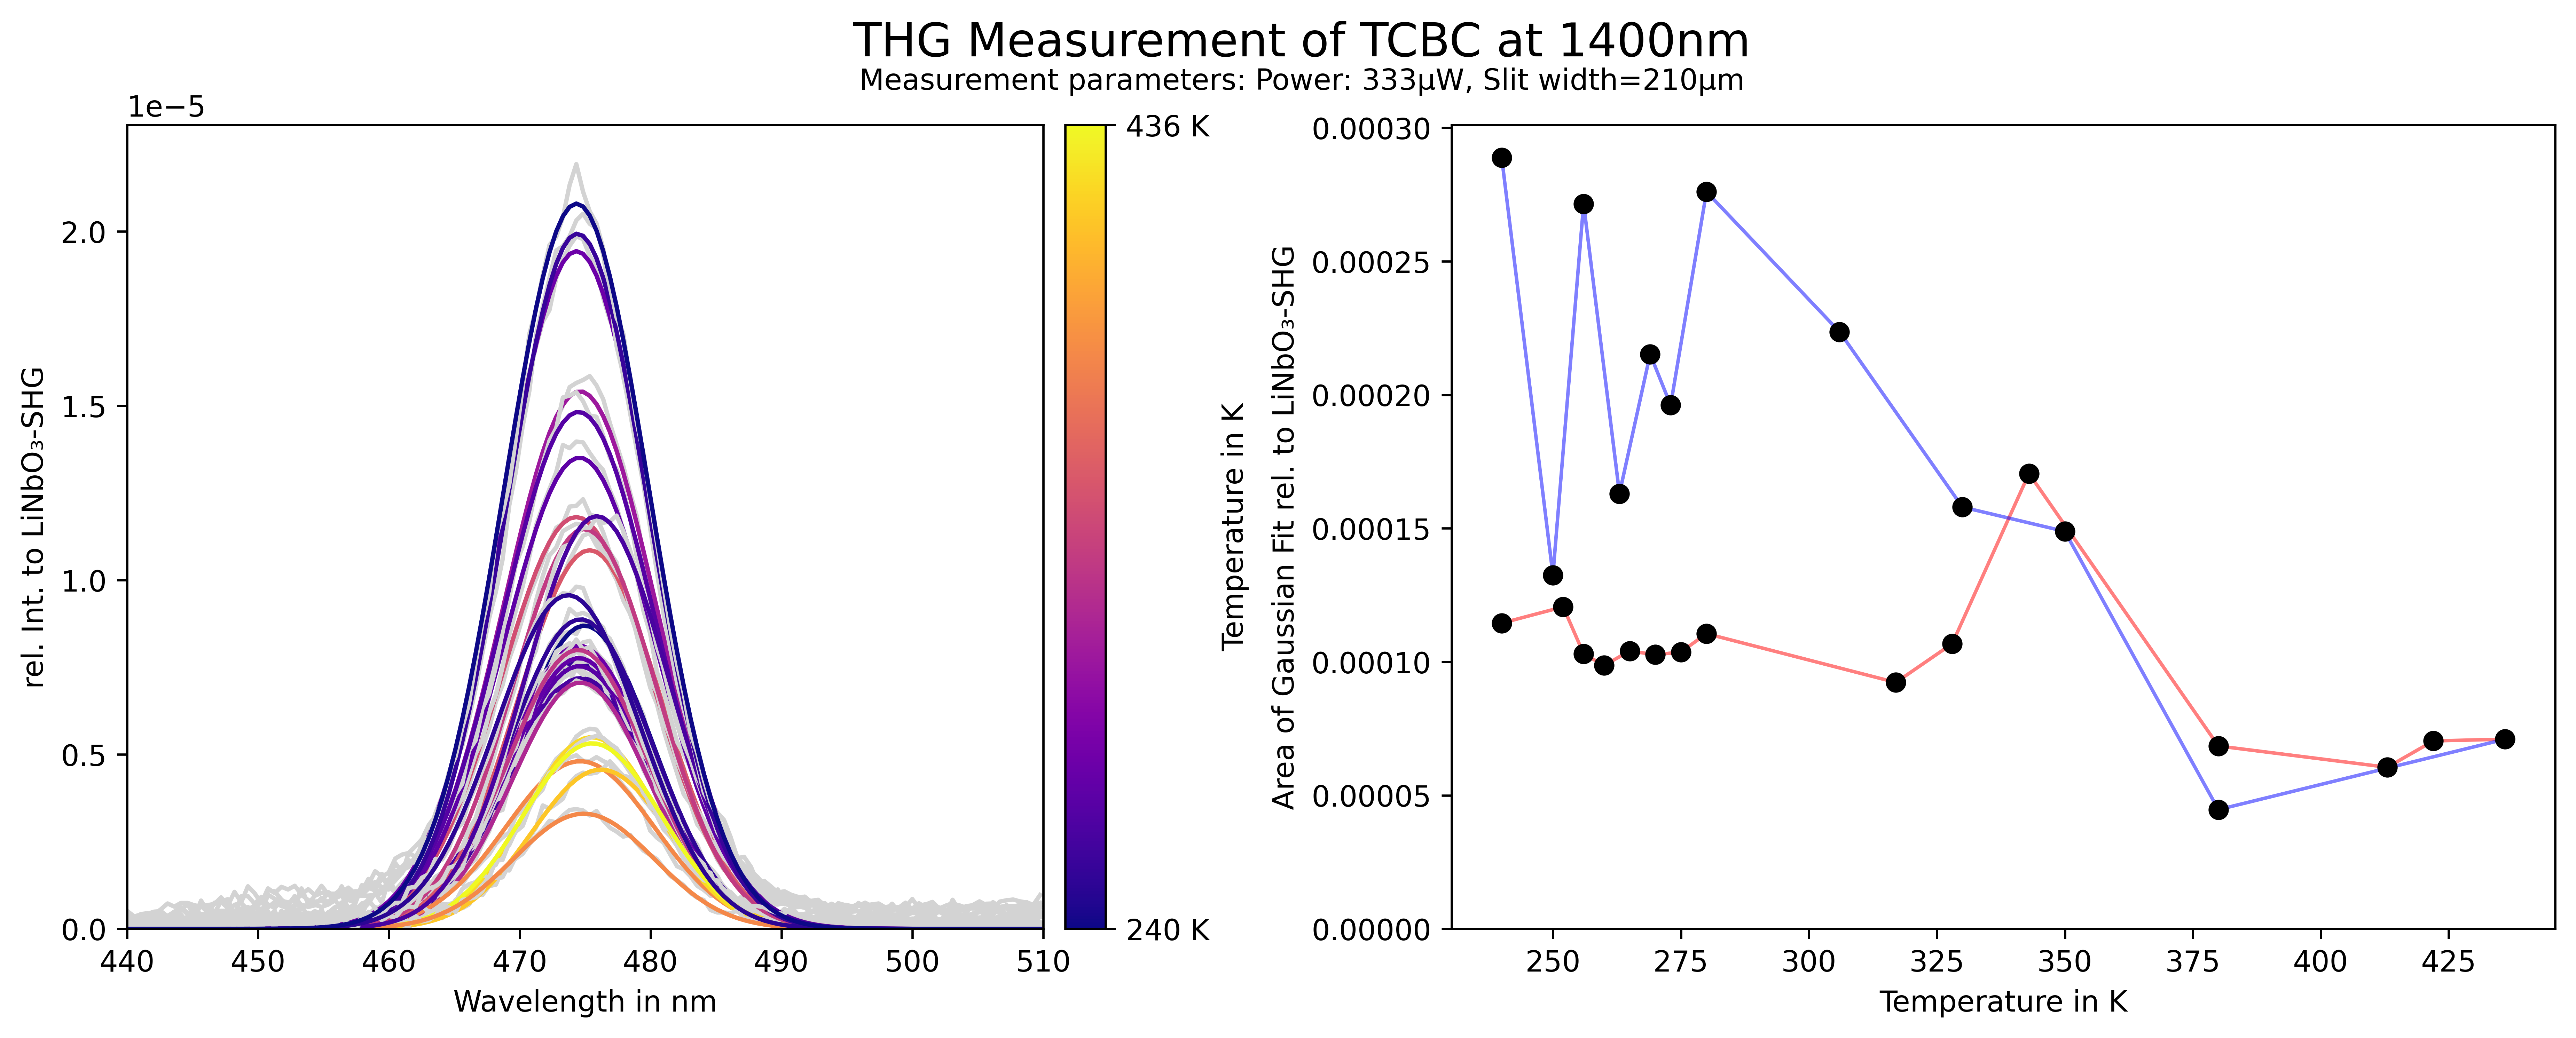 THG Measurement of TCBC at 1400nm
Measurement parameters: Power: 333µW, Slit width=210µm
1e−5
rel. Int. to LiNbO₃-SHG
2.0
1.5
1.0
0.5
0.0
440 450 460 470 480 490 500 510
Wavelength in nm
436 K
240 K
Temperature in K
Area of Gaussian Fit rel. to LiNbO₃-SHG
0.00030
0.00025
0.00020
0.00015
0.00010
0.00005
0.00000
250 275 300 325 350 375 400 425
Temperature in K